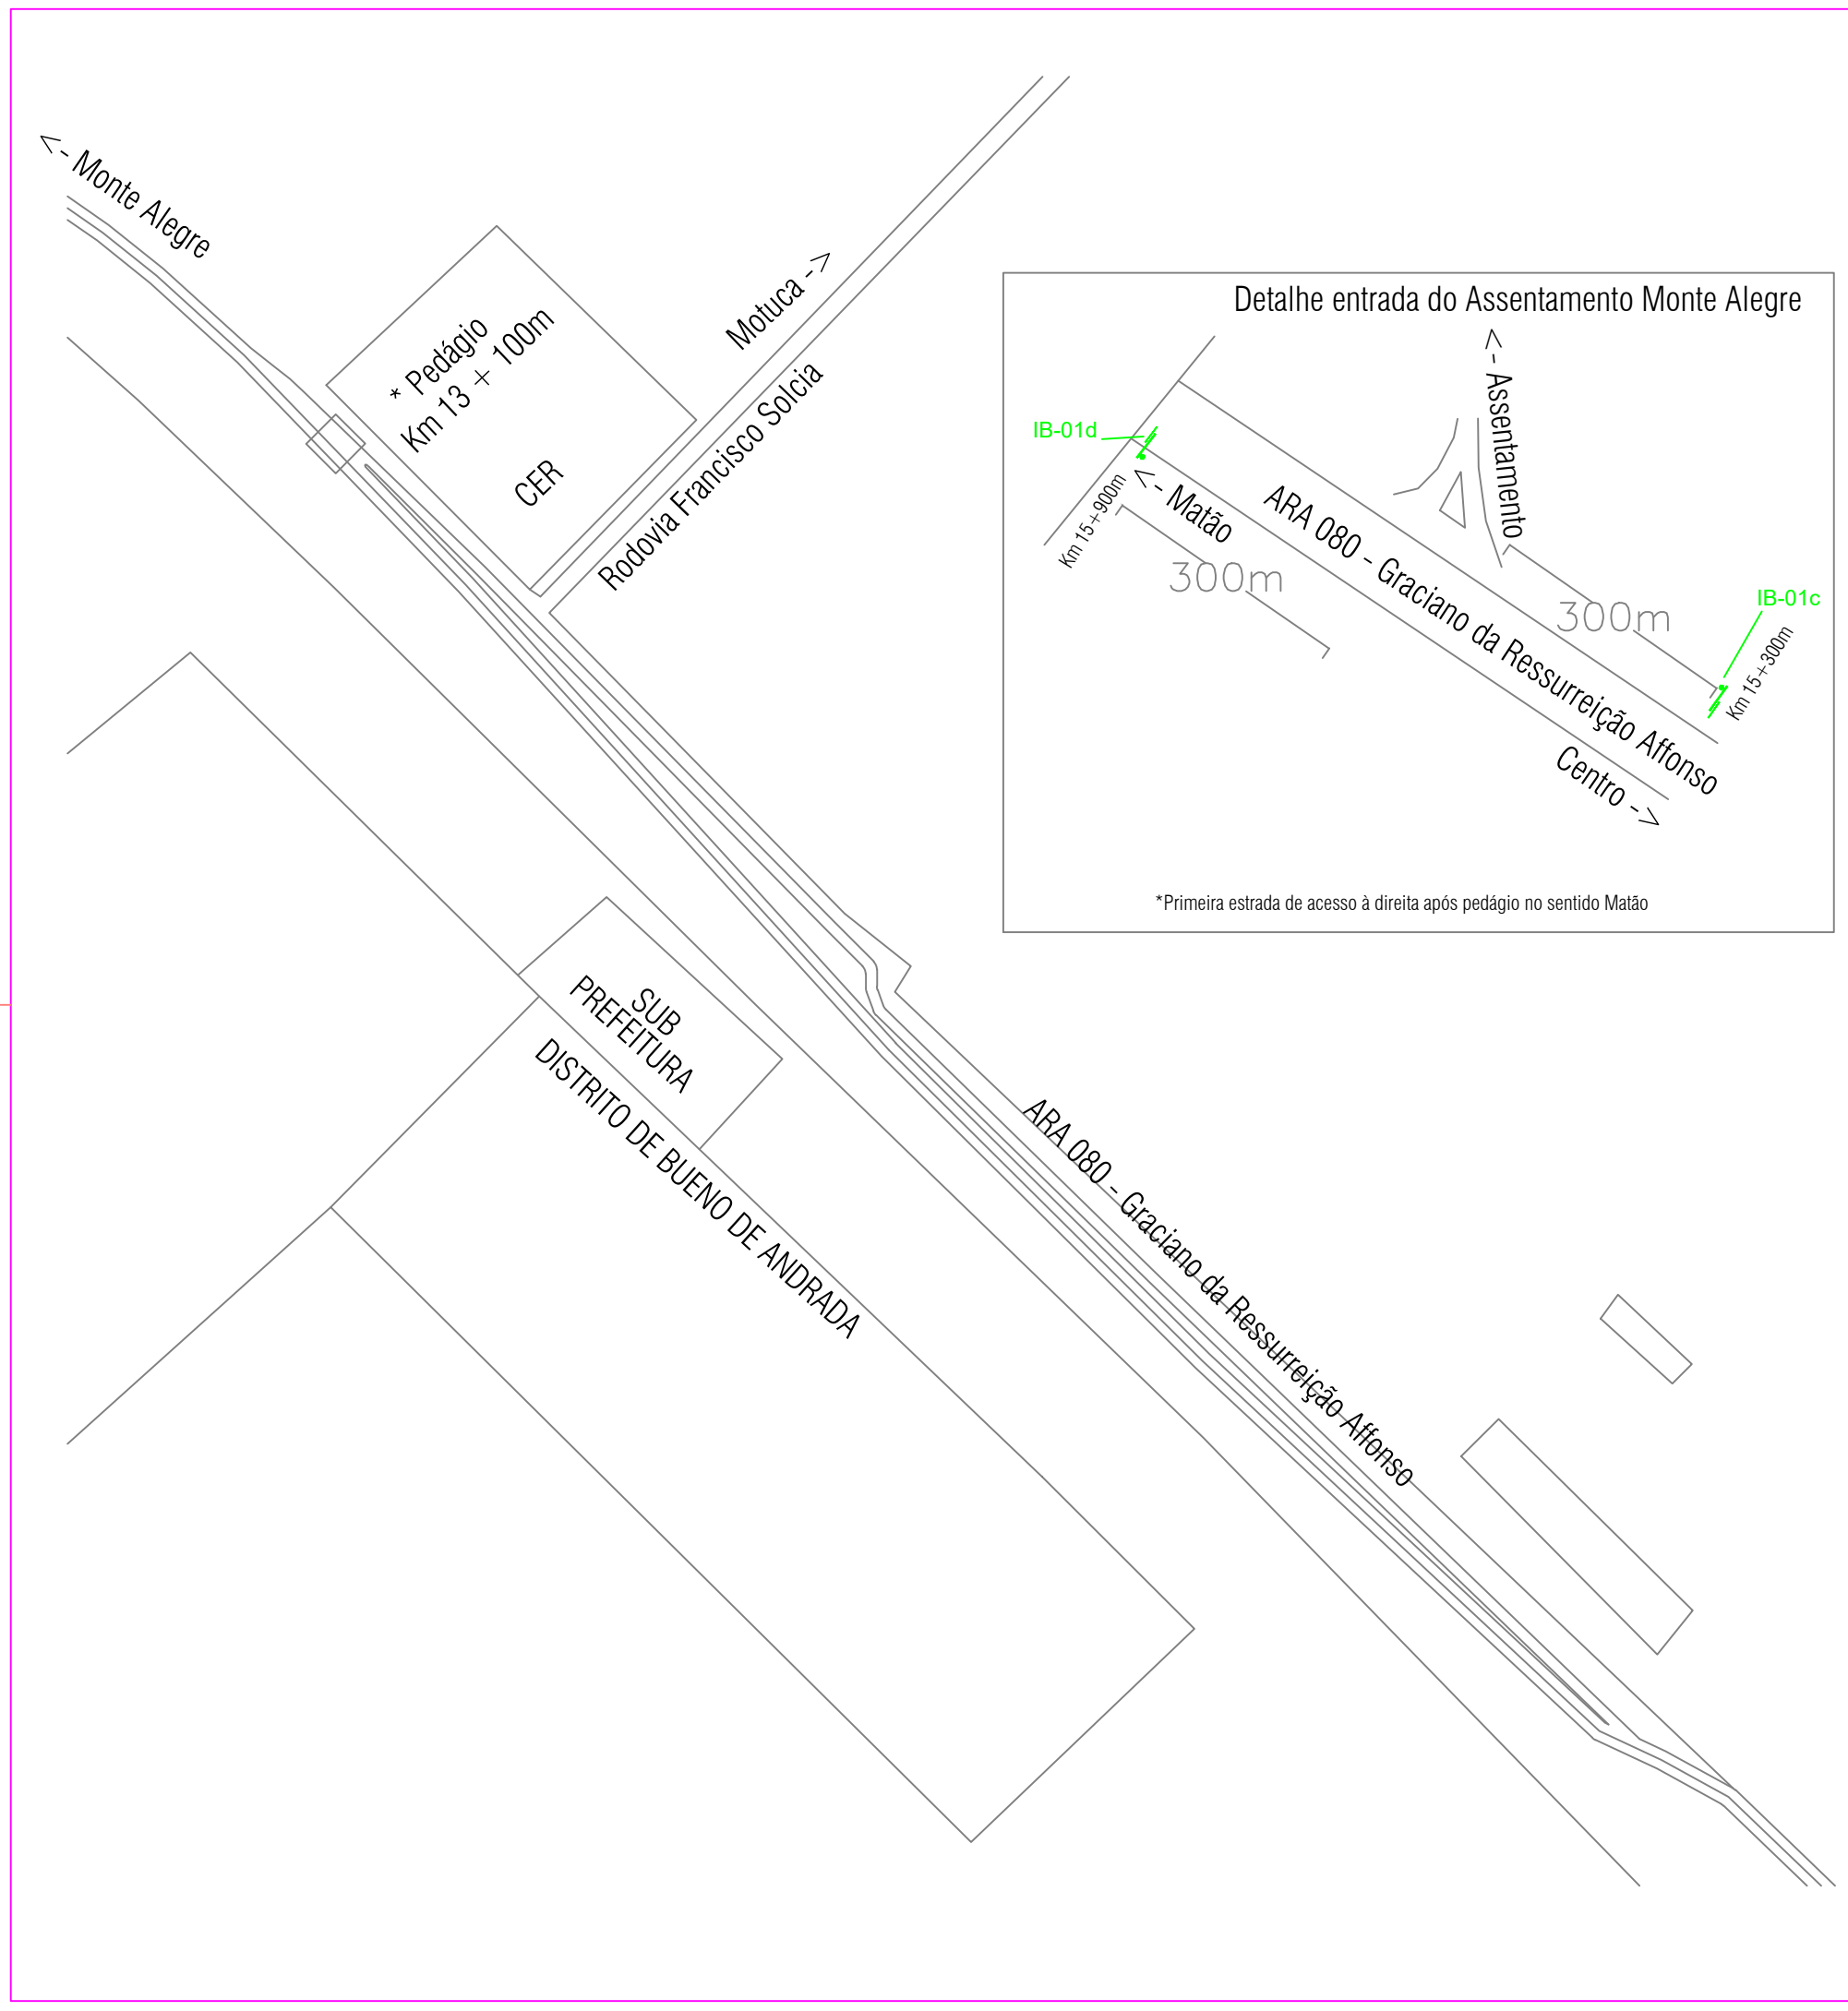 <- Monte Alegre
* Pedágio
Km 13 + 100m
CER
Motuca ->
Rodovia Francisco Solcia
Detalhe entrada do Assentamento Monte Alegre
<- Assentamento
IB-01d
<- Matão
Km 15+900m
300m
ARA 080 - Graciano da Ressurreição Affonso
300m
IB-01c
Km 15+300m
Centro ->
*Primeira estrada de acesso à direita após pedágio no sentido Matão
SUB
PREFEITURA
DISTRITO DE BUENO DE ANDRADA
ARA 080 - Graciano da Ressurreição Affonso